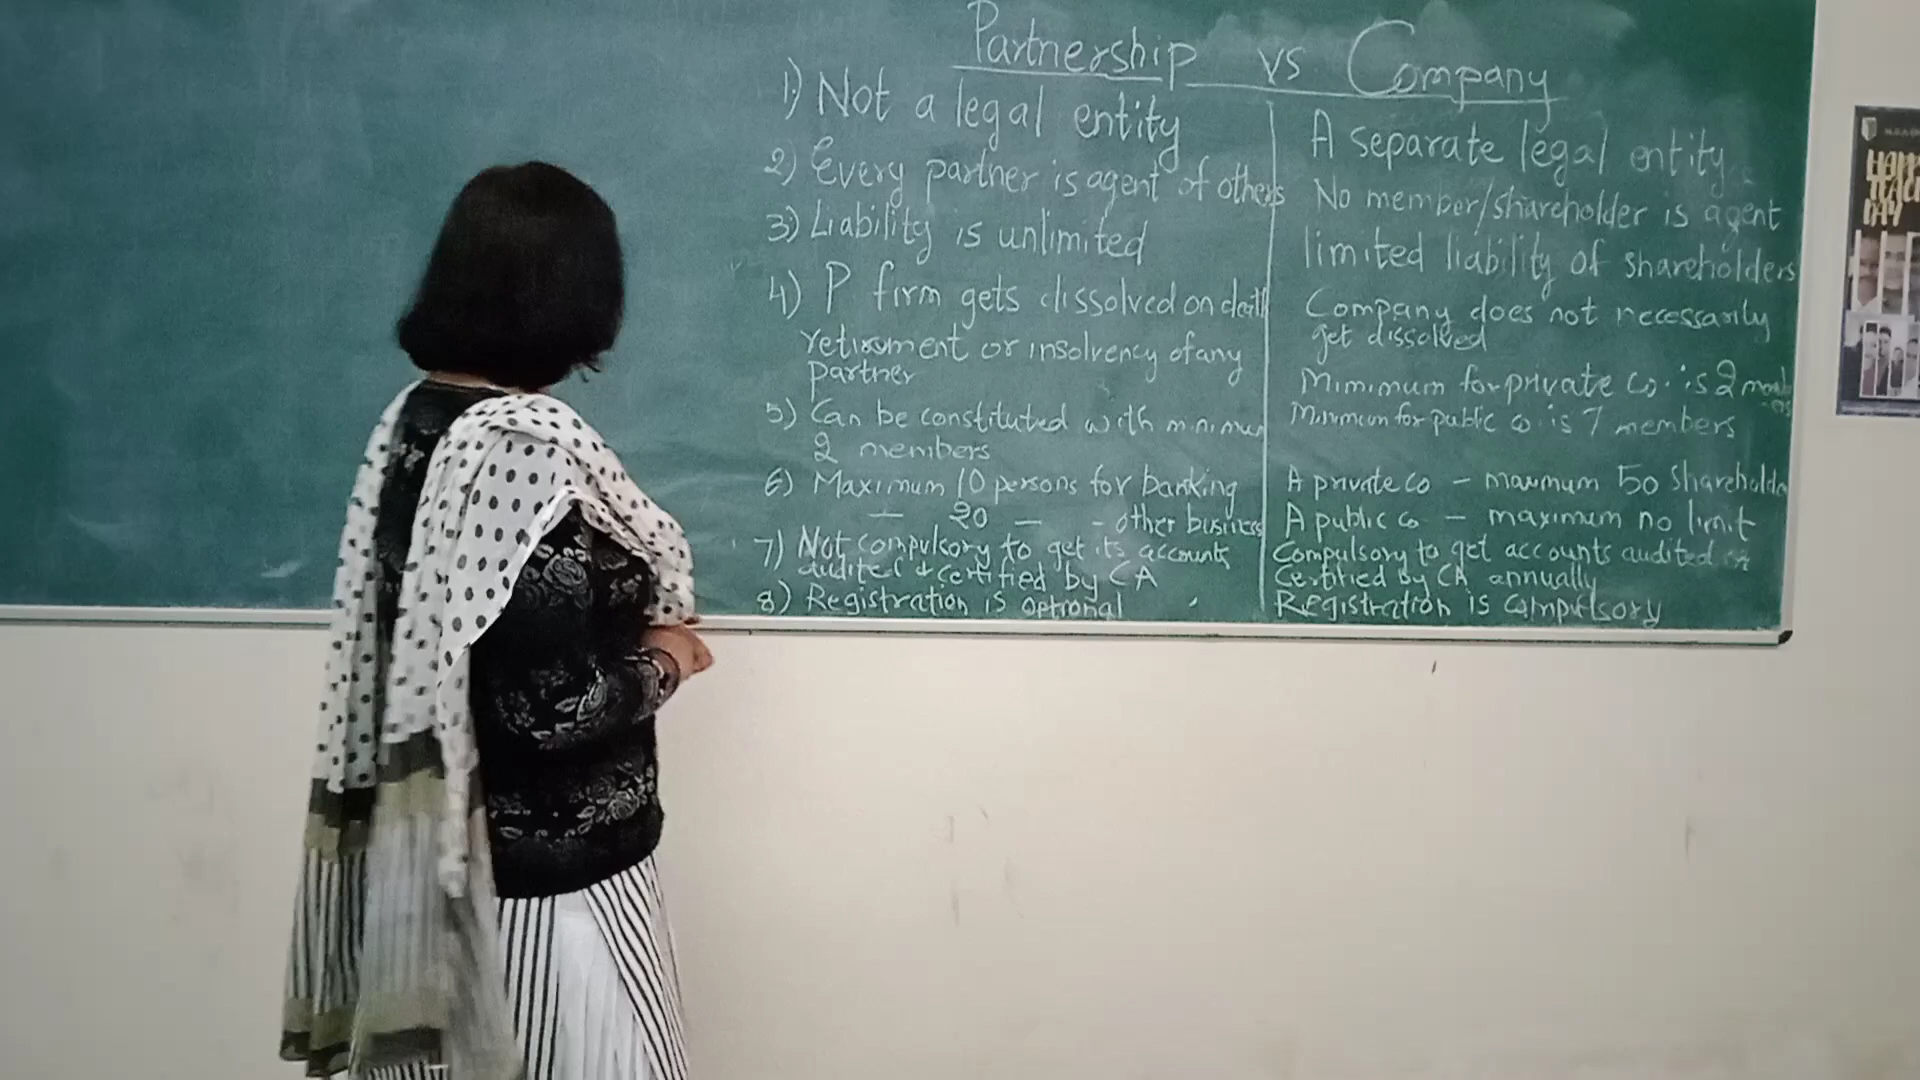 Partnership vs Company
1) Not a legal entity
2) Every partner is agent of others
3) Liability is unlimited
4) P firm gets dissolved on death
retirement or insolvency of any
partner
5) Can be constituted with minimum
2 members
6) Maximum 10 persons for banking
— 20 — - other business
7) Not compulsory to get its accounts
audited & certified by CA
8) Registration is optional
A separate legal entity
No member/shareholder is agent
limited liability of shareholders
Company does not necessarily
get dissolved
Minimum for private Co. is 2 members
Minimum for public co. is 7 members
A private co - maximum 50 Shareholder
A public co - maximum no limit
Compulsory to get accounts audited
Certified by CA annually
Registration is compulsory